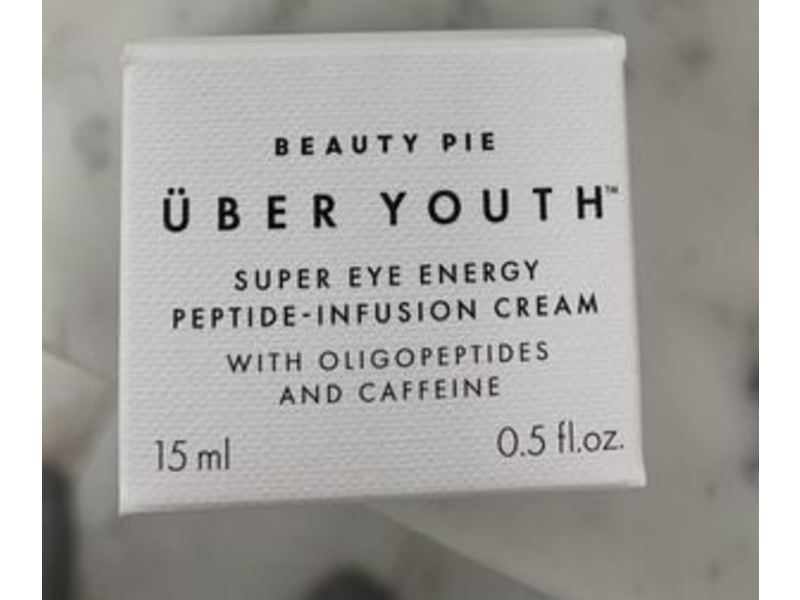 BEAUTY PIE
ÜBER YOUTH™
SUPER EYE ENERGY
PEPTIDE-INFUSION CREAM
WITH OLIGOPEPTIDES
AND CAFFEINE
15 ml 0.5 fl.oz.